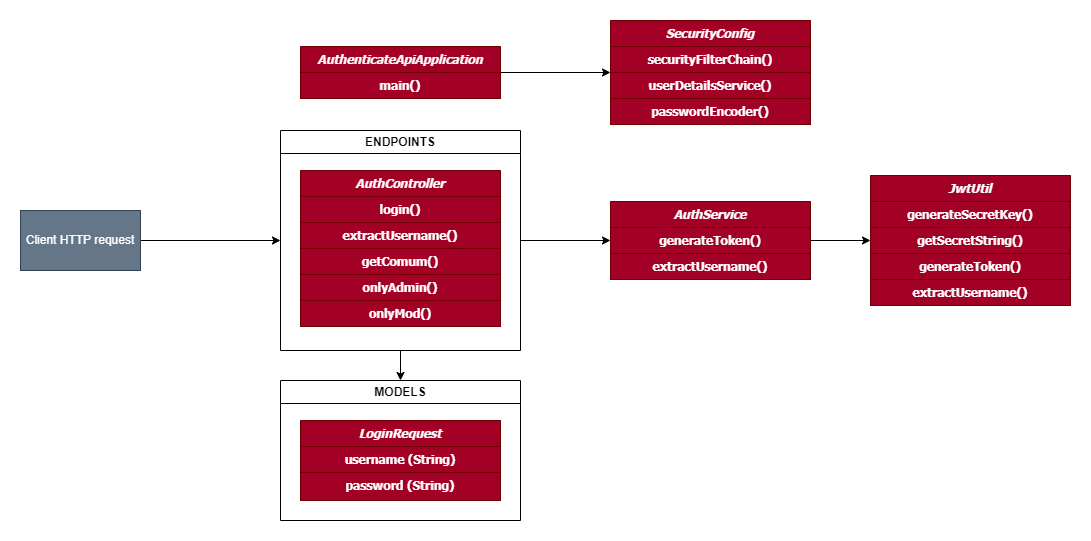 AuthenticateApiApplication
main()
SecurityConfig
securityFilterChain()
userDetailsService()
passwordEncoder()
Client HTTP request
ENDPOINTS
AuthController
login()
extractUsername()
getComum()
onlyAdmin()
onlyMod()
AuthService
generateToken()
extractUsername()
JwtUtil
generateSecretKey()
getSecretString()
generateToken()
extractUsername()
MODELS
LoginRequest
username (String)
password (String)